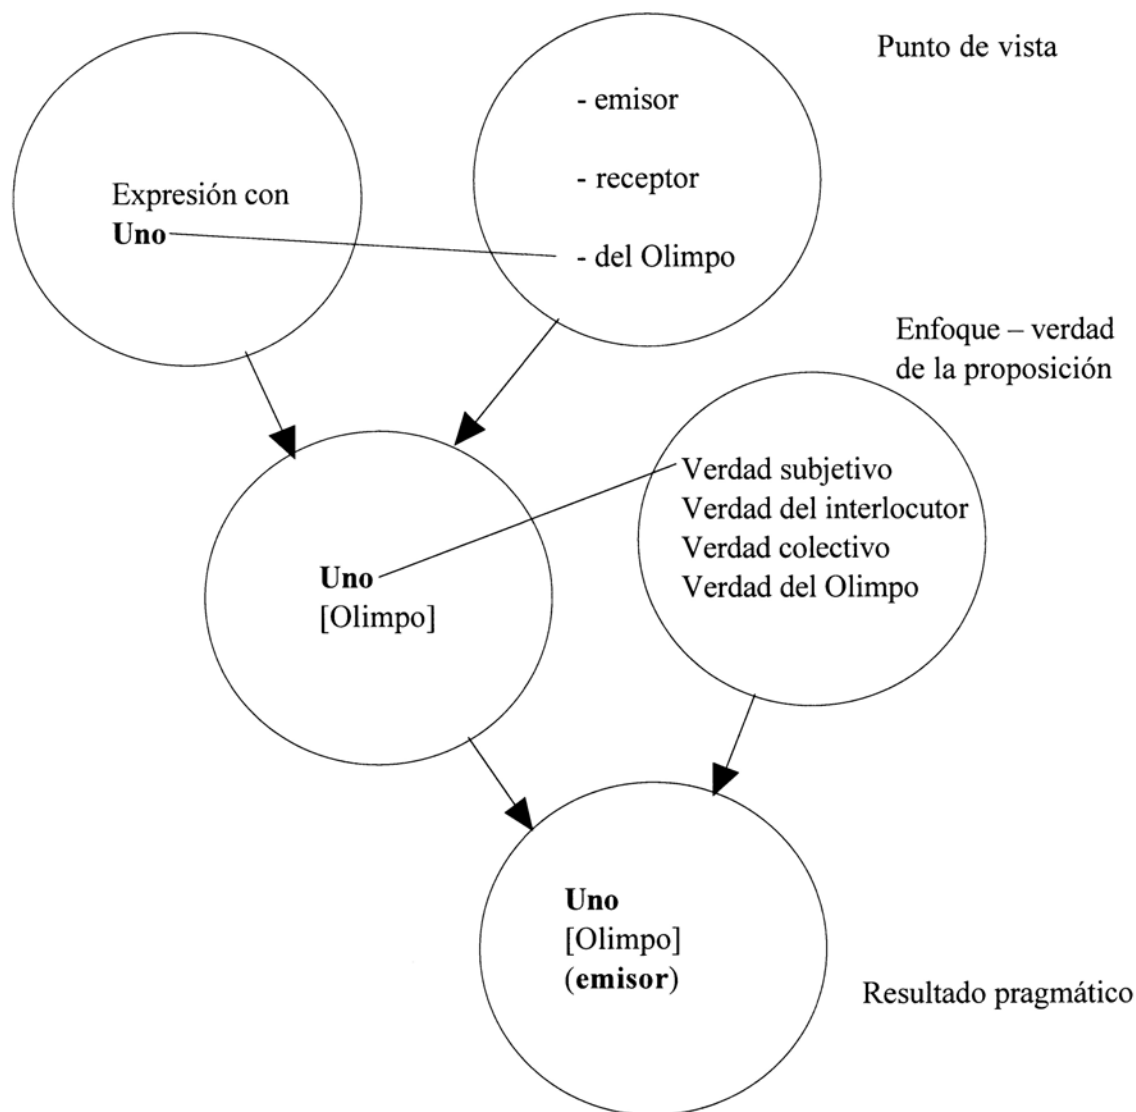 Punto de vista
- emisor
- receptor
- del Olimpo
Expresión con
Uno
Enfoque – verdad
de la proposición
Verdad subjetivo
Verdad del interlocutor
Verdad colectivo
Verdad del Olimpo
Uno
[Olimpo]
Uno
[Olimpo]
(emisor)
Resultado pragmático